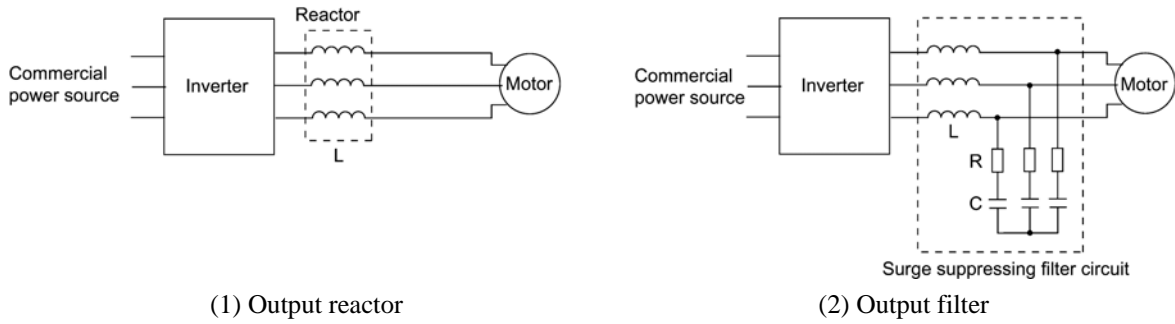 Reactor
Commercial
power source
Inverter
Motor
L
(1) Output reactor
Commercial
power source
Inverter
Motor
L
R
C
Surge suppressing filter circuit
(2) Output filter